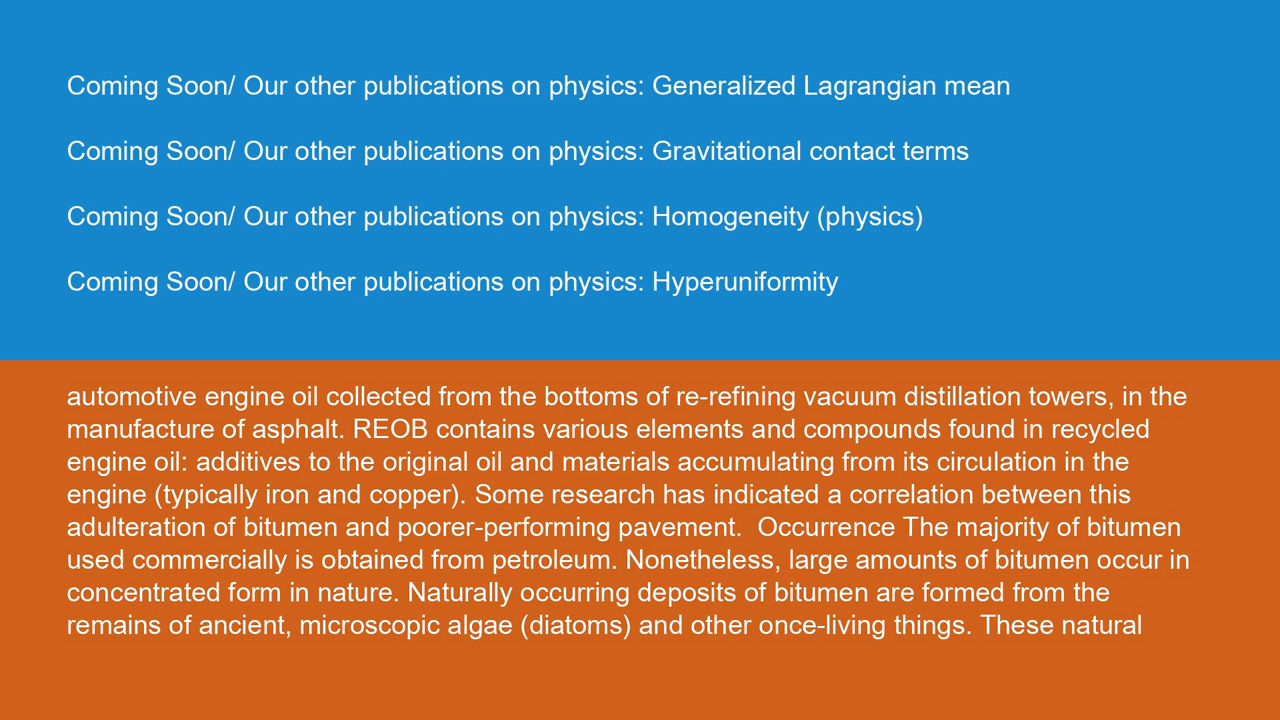 Coming Soon/ Our other publications on physics: Generalized Lagrangian mean
Coming Soon/ Our other publications on physics: Gravitational contact terms
Coming Soon/ Our other publications on physics: Homogeneity (physics)
Coming Soon/ Our other publications on physics: Hyperuniformity
automotive engine oil collected from the bottoms of re-refining vacuum distillation towers, in the
manufacture of asphalt. REOB contains various elements and compounds found in recycled
engine oil: additives to the original oil and materials accumulating from its circulation in the
engine (typically iron and copper). Some research has indicated a correlation between this
adulteration of bitumen and poorer-performing pavement.  Occurrence The majority of bitumen
used commercially is obtained from petroleum. Nonetheless, large amounts of bitumen occur in
concentrated form in nature. Naturally occurring deposits of bitumen are formed from the
remains of ancient, microscopic algae (diatoms) and other once-living things. These natural